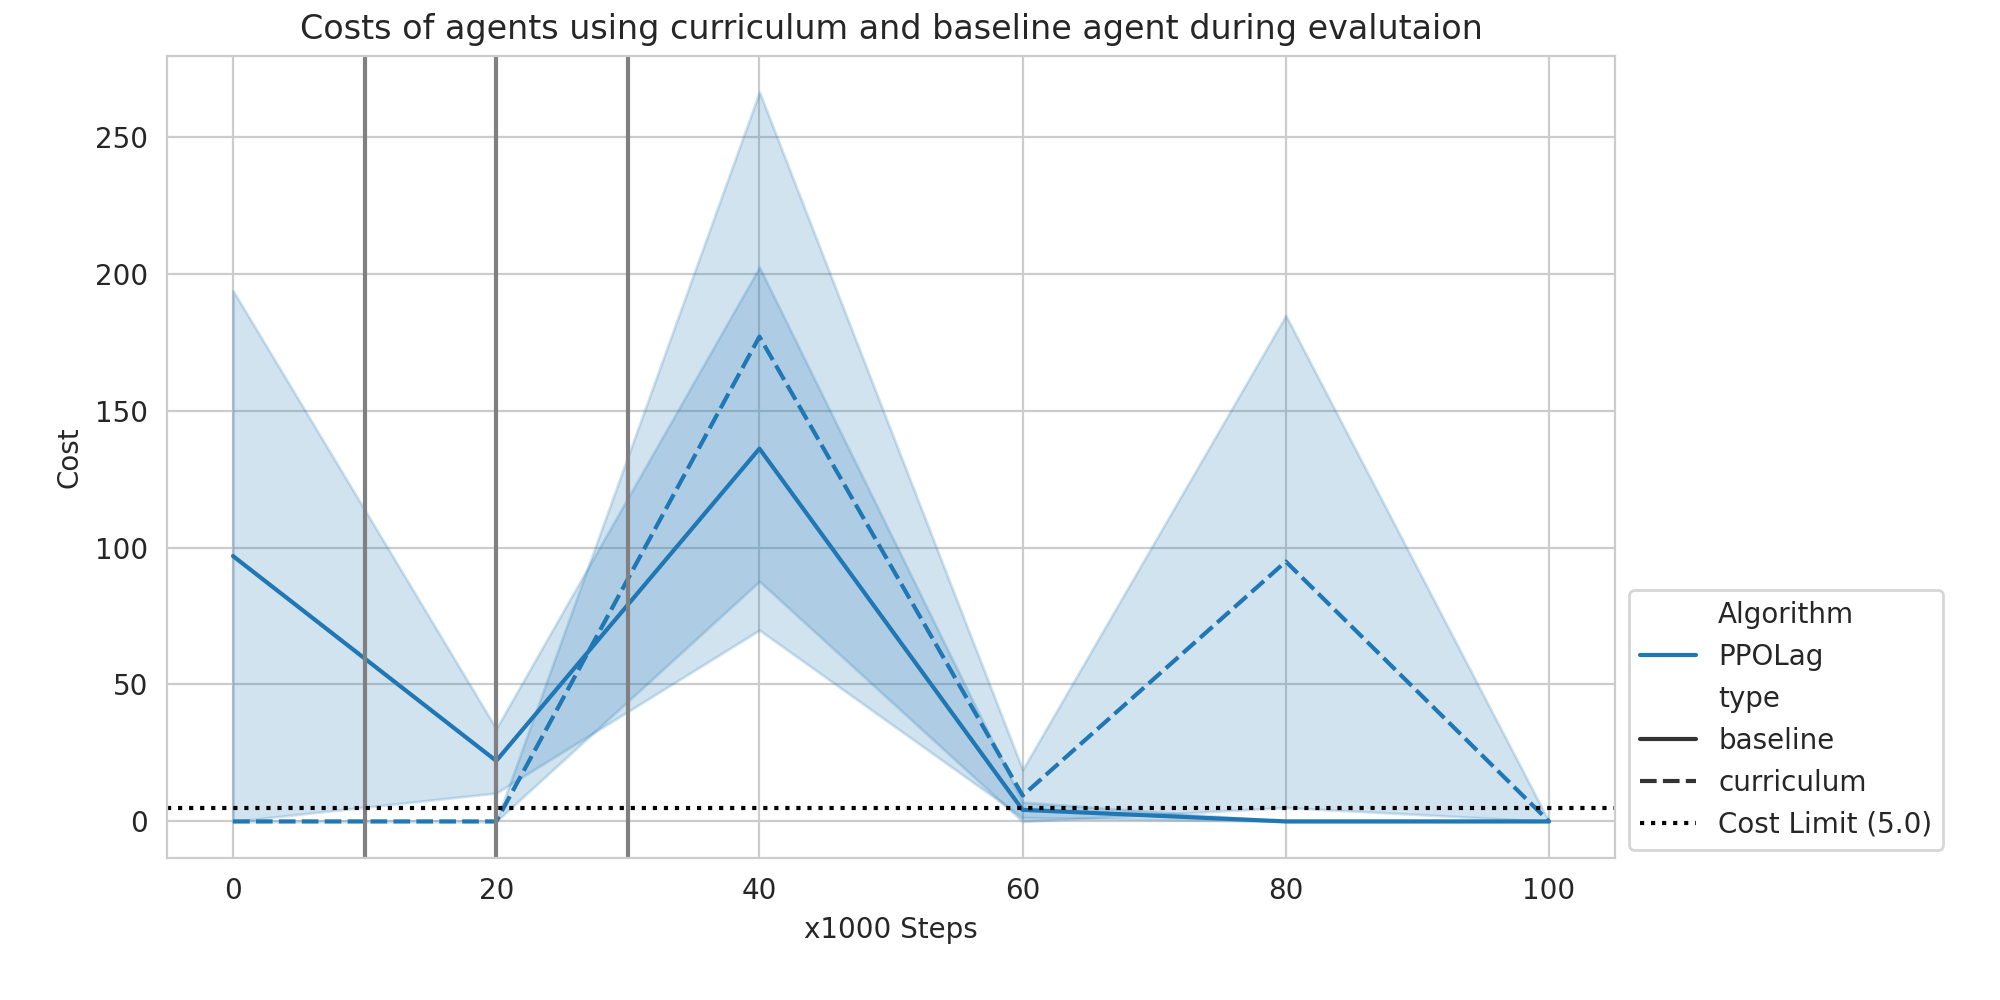 Costs of agents using curriculum and baseline agent during evalutaion
250
200
150
100
50
0
Cost
0 20 40 60 80 100
x1000 Steps
Algorithm
PPOLag
type
baseline
curriculum
Cost Limit (5.0)